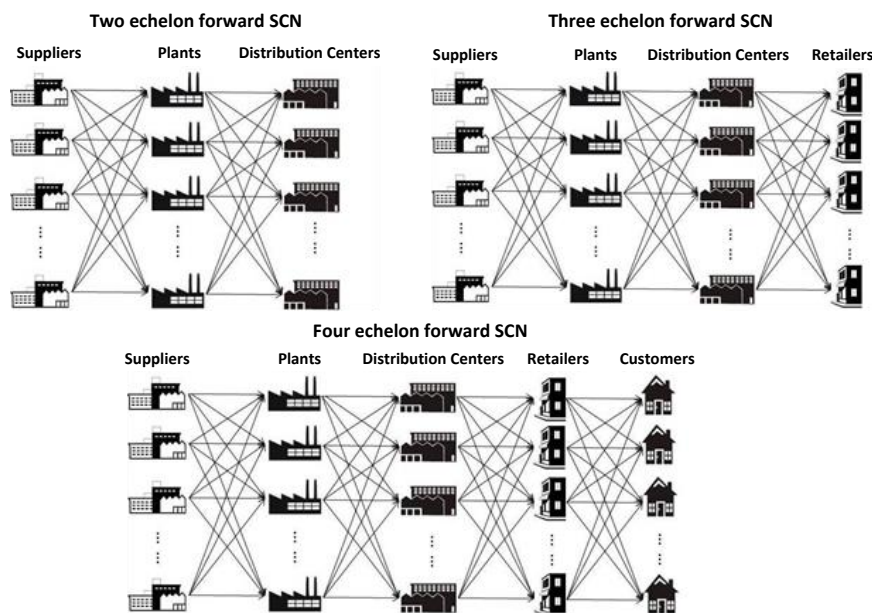 Two echelon forward SCN
Suppliers Plants Distribution Centers
Three echelon forward SCN
Suppliers Plants Distribution Centers Retailers
Four echelon forward SCN
Suppliers Plants Distribution Centers Retailers Customers